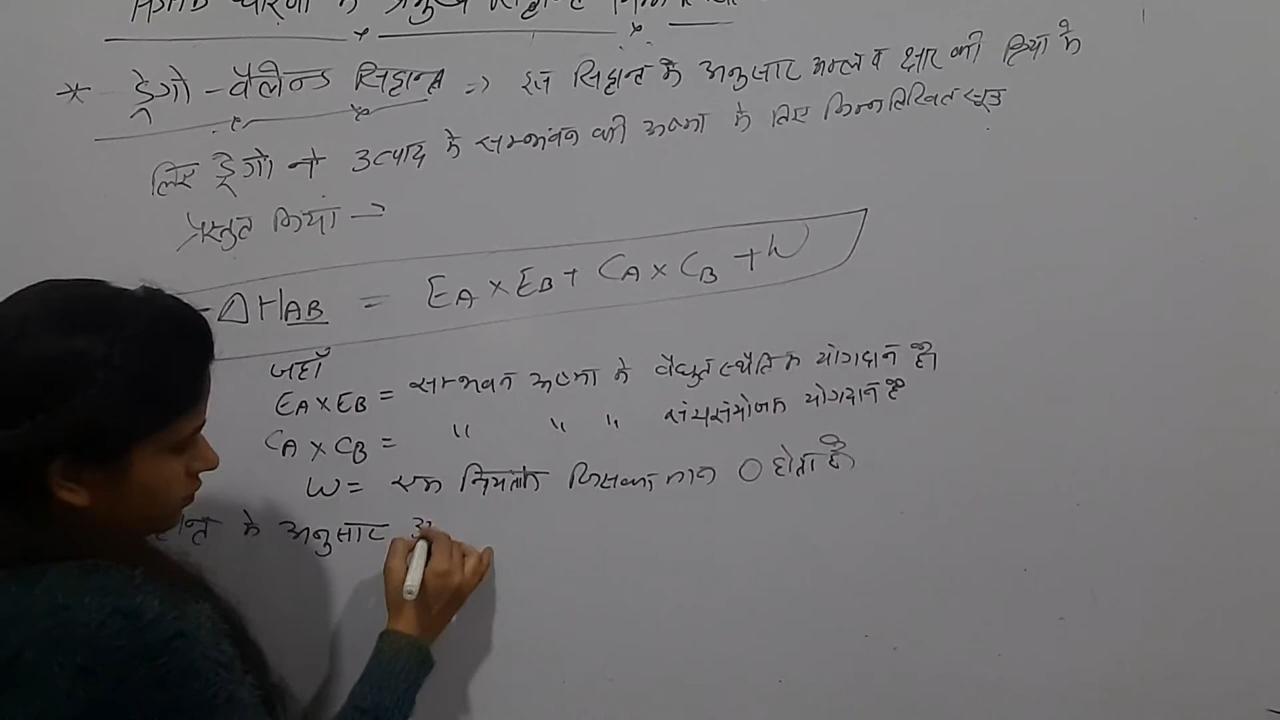 के प्रमुख
* ड्रेगो - वैलीन्ड सिद्वान्त => इस सिद्वान्त के अनुसार अम्ल व क्षार की क्रिया के
लिए ड्रेगो ने उत्पाद के सम्भवन की ऊष्मा के लिए निम्नलिखित सूत्र
प्रस्तुत किया →
- ΔHAB = EA × EB + CA × CB + W
जहाँ
EA × EB = सम्भवन ऊष्मा मे वैद्युत स्थैतिक योगदान है।
CA × CB = " " " सहसंयोजक योगदान है
W = एक नियतांक जिसका मान 0 होता है
के अनुसार